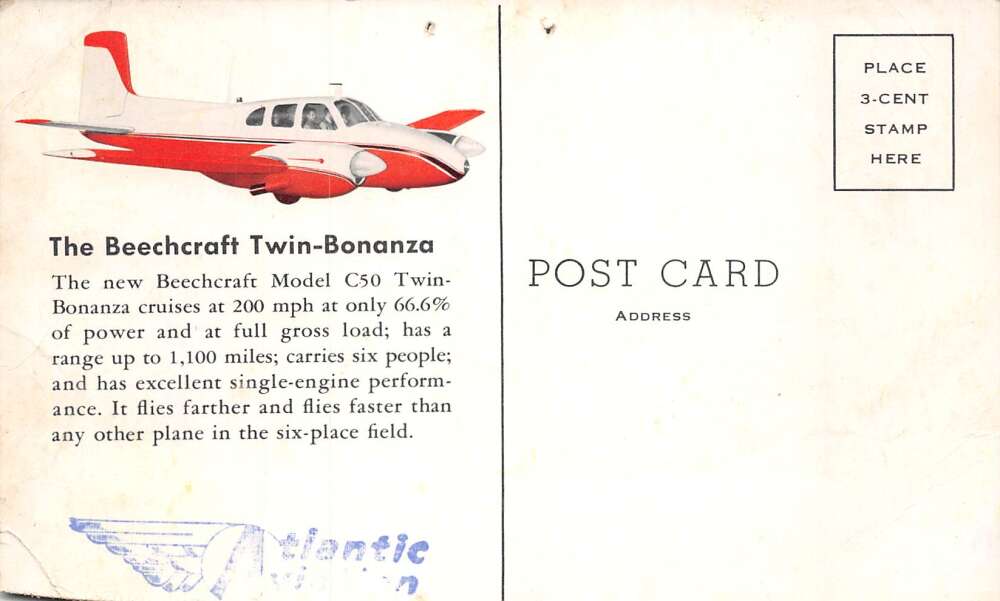 The Beechcraft Twin-Bonanza
The new Beechcraft Model C50 Twin-
Bonanza cruises at 200 mph at only 66.6%
of power and at full gross load; has a
range up to 1,100 miles; carries six people;
and has excellent single-engine perform-
ance. It flies farther and flies faster than
any other plane in the six-place field.
Atlantic
PLACE
3-CENT
STAMP
HERE
POST CARD
ADDRESS